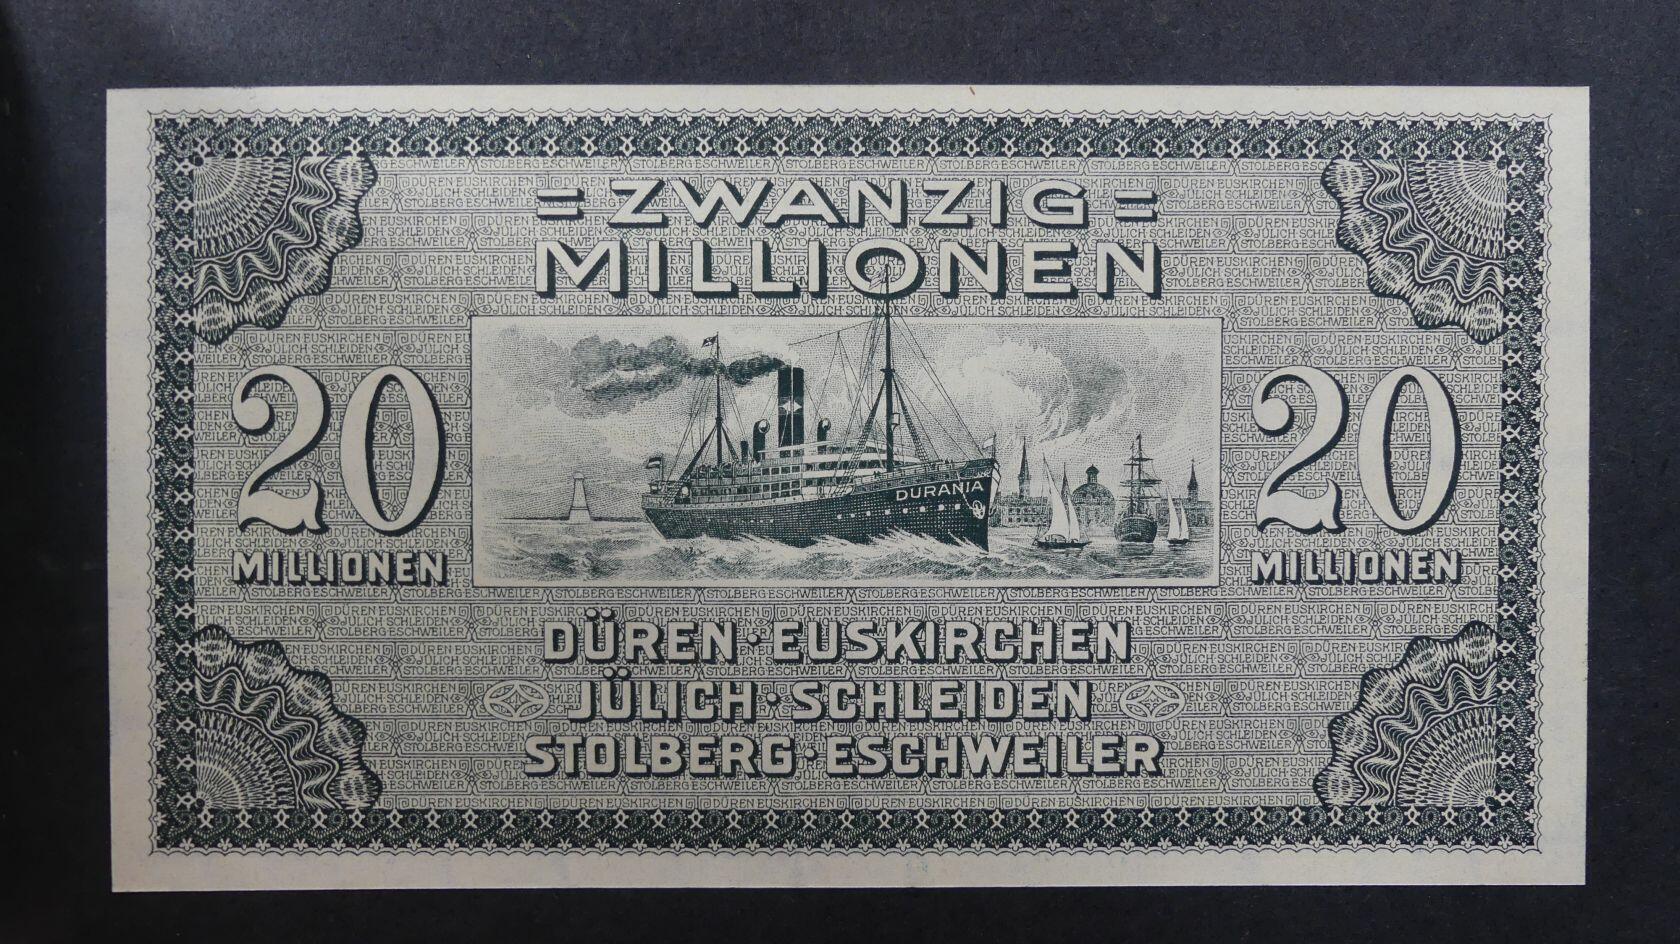 = ZWANZIG =
MILLIONEN
20
MILLIONEN
DURANIA
20
MILLIONEN
DÜREN · EUSKIRCHEN
JÜLICH · SCHLEIDEN
STOLBERG · ESCHWEILER